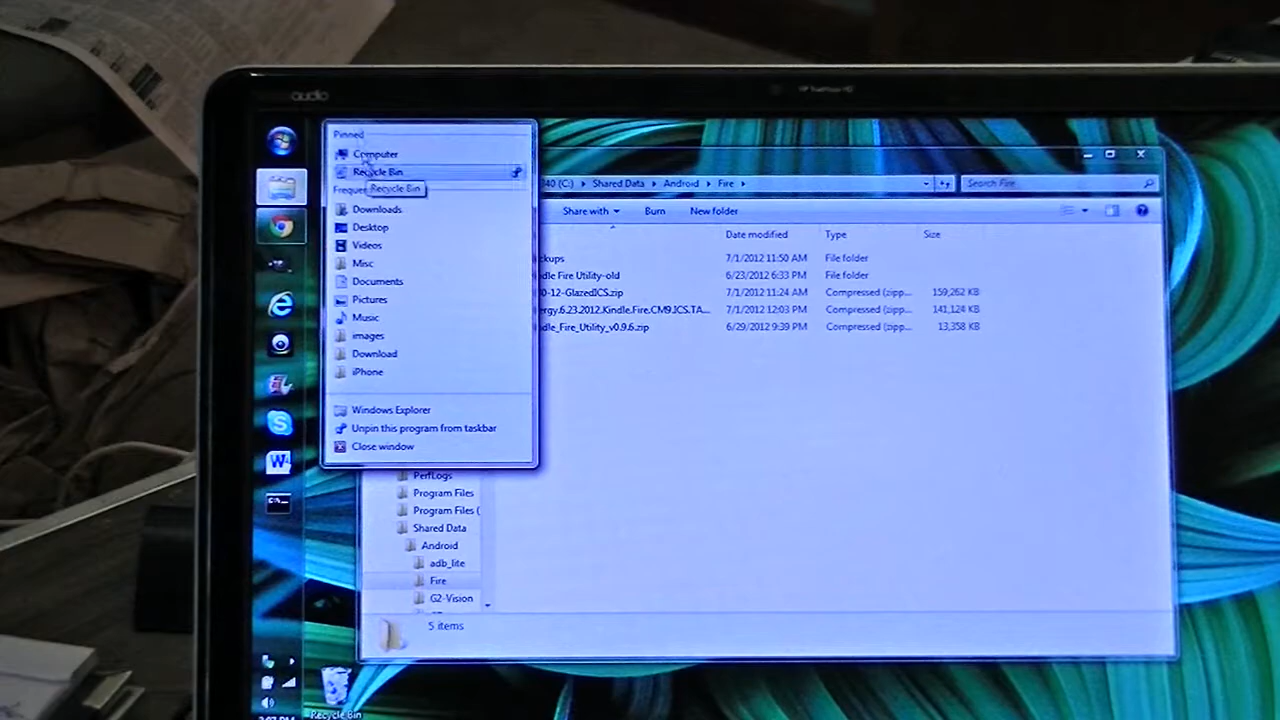 audio
Pinned
Computer
Recycle Bin
Recycle Bin
Downloads
Desktop
Videos
Misc
Documents
Pictures
Music
images
Download
iPhone
Windows Explorer
Unpin this program from taskbar
Close window
(C:) Shared Data Android Fire
Search Fire
Share with Burn New folder
Date modified Type Size
7/1/2012 11:50 AM File folder
Fire Utility-old 6/23/2012 6:33 PM File folder
-12-GlazedICS.zip 7/1/2012 11:24 AM Compressed (zipp... 159,262 KB
ergy.6.23.2012.Kindle.Fire.CM9.ICS.TA... 7/1/2012 12:03 PM Compressed (zipp... 141,124 KB
dle_Fire_Utility_v0.9.6.zip 6/29/2012 9:39 PM Compressed (zipp... 13,358 KB
PerfLogs
Program Files
Program Files (
Shared Data
Android
adb_lite
Fire
G2-Vision
5 items
Recycle Bin